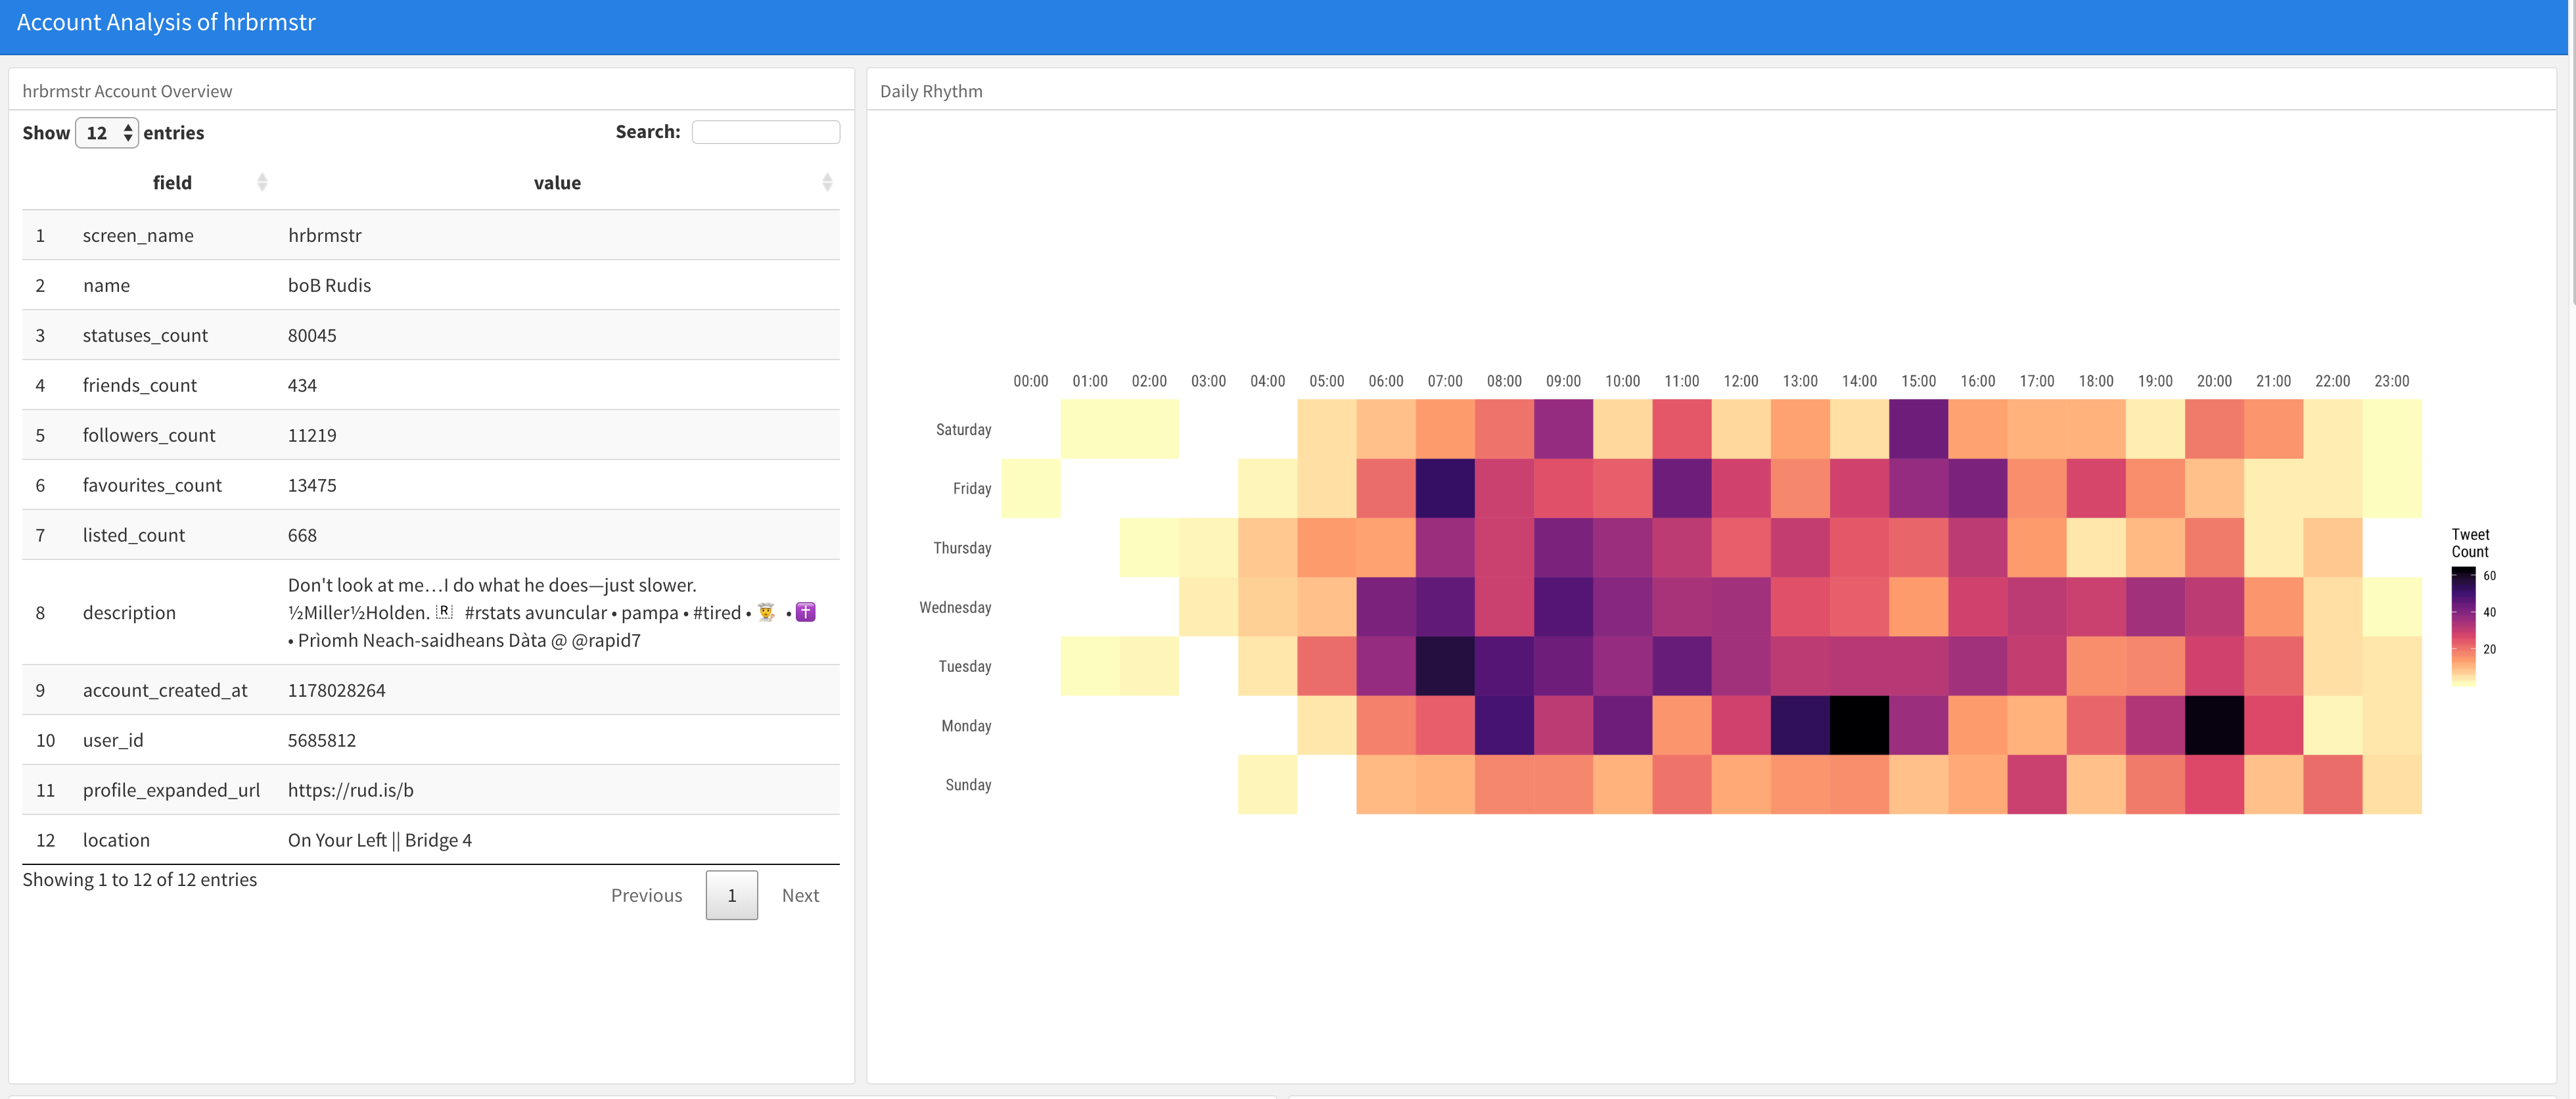 Account Analysis of hrbrmstr
hrbrmstr Account Overview
Show 12 entries
Search:
field value
1 screen_name hrbrmstr
2 name boB Rudis
3 statuses_count 80045
4 friends_count 434
5 followers_count 11219
6 favourites_count 13475
7 listed_count 668
8 description Don't look at me…I do what he does—just slower.
½Miller½Holden. 🇷 #rstats avuncular • pampa • #tired • 👨‍🍳 • ✝️
• Prìomh Neach-saidheans Dàta @ @rapid7
9 account_created_at 1178028264
10 user_id 5685812
11 profile_expanded_url https://rud.is/b
12 location On Your Left || Bridge 4
Showing 1 to 12 of 12 entries
Previous 1 Next
Daily Rhythm
00:00 01:00 02:00 03:00 04:00 05:00 06:00 07:00 08:00 09:00 10:00 11:00 12:00 13:00 14:00 15:00 16:00 17:00 18:00 19:00 20:00 21:00 22:00 23:00
Saturday
Friday
Thursday
Wednesday
Tuesday
Monday
Sunday
Tweet
Count
60
40
20